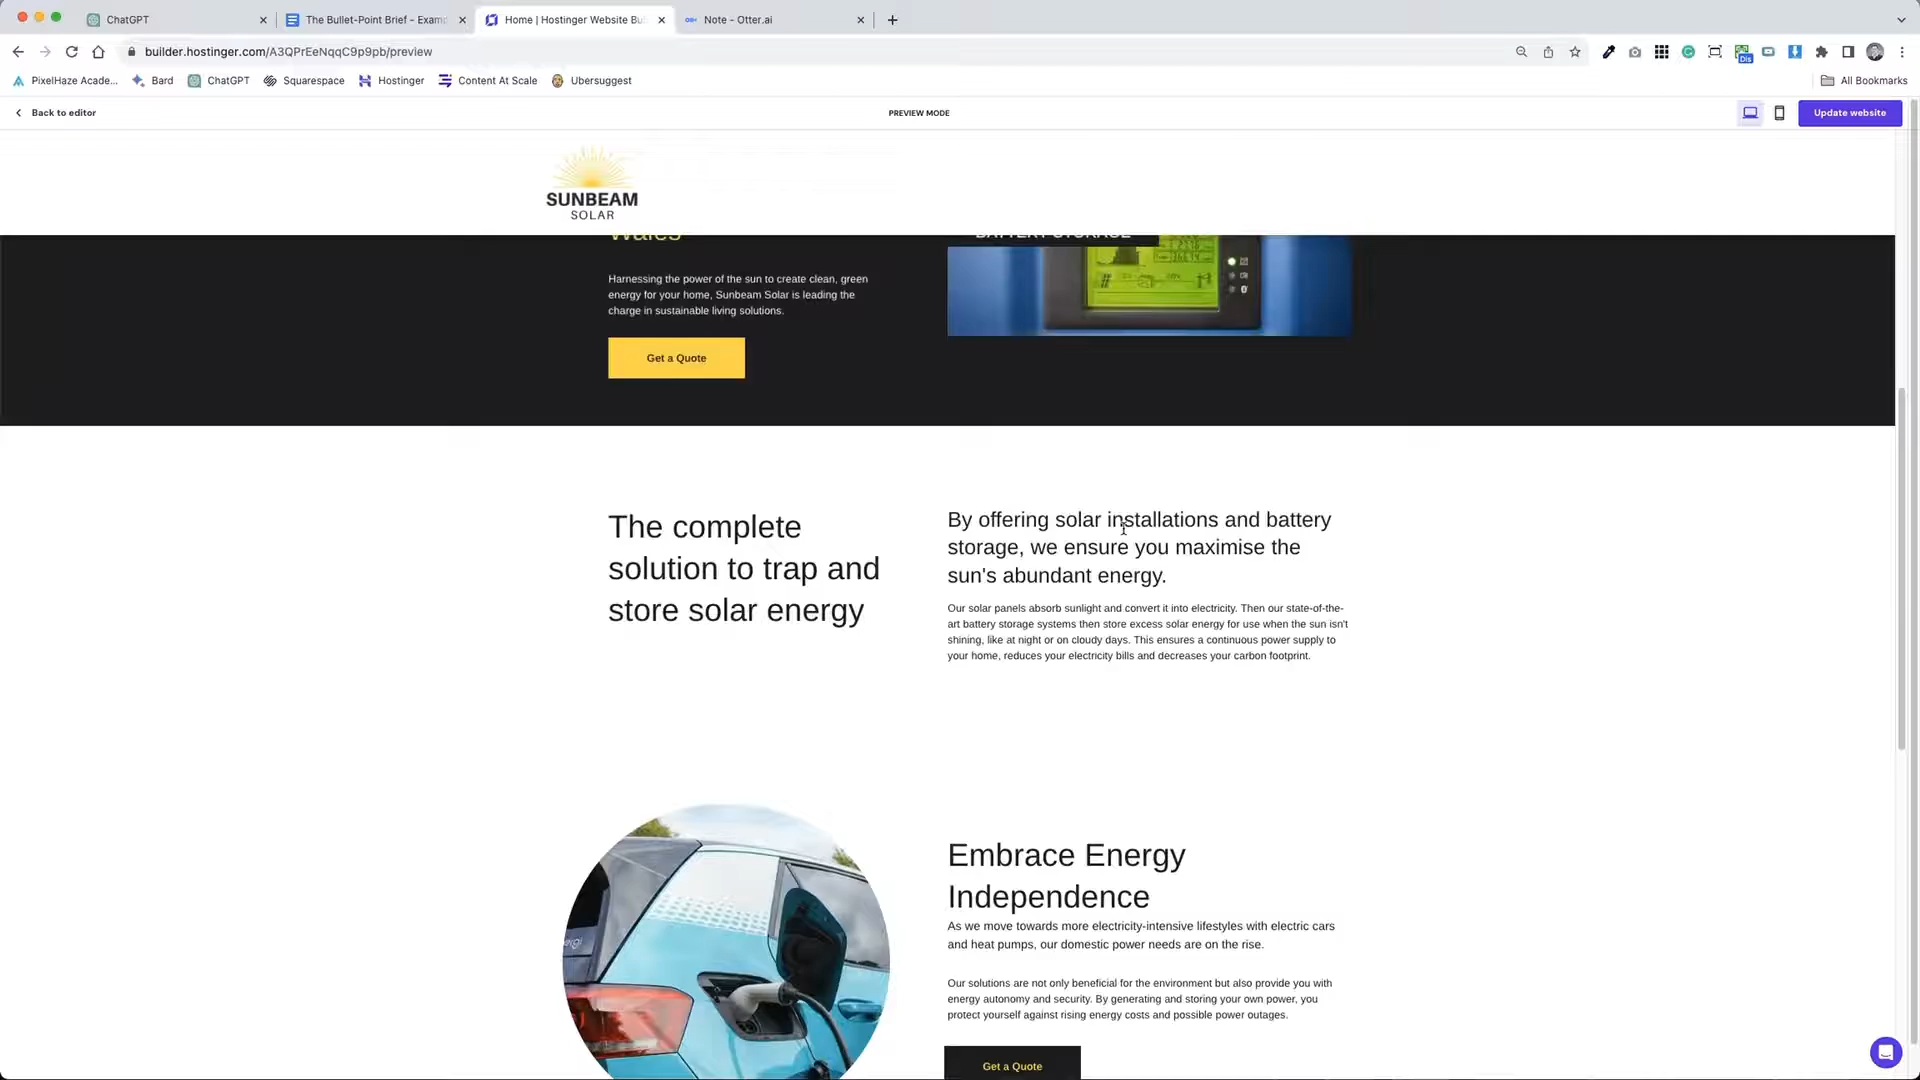 ChatGPT
The Bullet-Point Brief - Examp
Home | Hostinger Website Bu
Note - Otter.ai
builder.hostinger.com/A3QPrEeNqqC9p9pb/preview
PixelHaze Acade...
Bard
ChatGPT
Squarespace
Hostinger
Content At Scale
Ubersuggest
All Bookmarks
Back to editor
PREVIEW MODE
Update website
SUNBEAM
SOLAR
Wales
BATTERY STORAGE
Harnessing the power of the sun to create clean, green
energy for your home, Sunbeam Solar is leading the
charge in sustainable living solutions.
Get a Quote
The complete
solution to trap and
store solar energy
By offering solar installations and battery
storage, we ensure you maximise the
sun's abundant energy.
Our solar panels absorb sunlight and convert it into electricity. Then our state-of-the-
art battery storage systems then store excess solar energy for use when the sun isn't
shining, like at night or on cloudy days. This ensures a continuous power supply to
your home, reduces your electricity bills and decreases your carbon footprint.
Embrace Energy
Independence
As we move towards more electricity-intensive lifestyles with electric cars
and heat pumps, our domestic power needs are on the rise.
Our solutions are not only beneficial for the environment but also provide you with
energy autonomy and security. By generating and storing your own power, you
protect yourself against rising energy costs and possible power outages.
Get a Quote